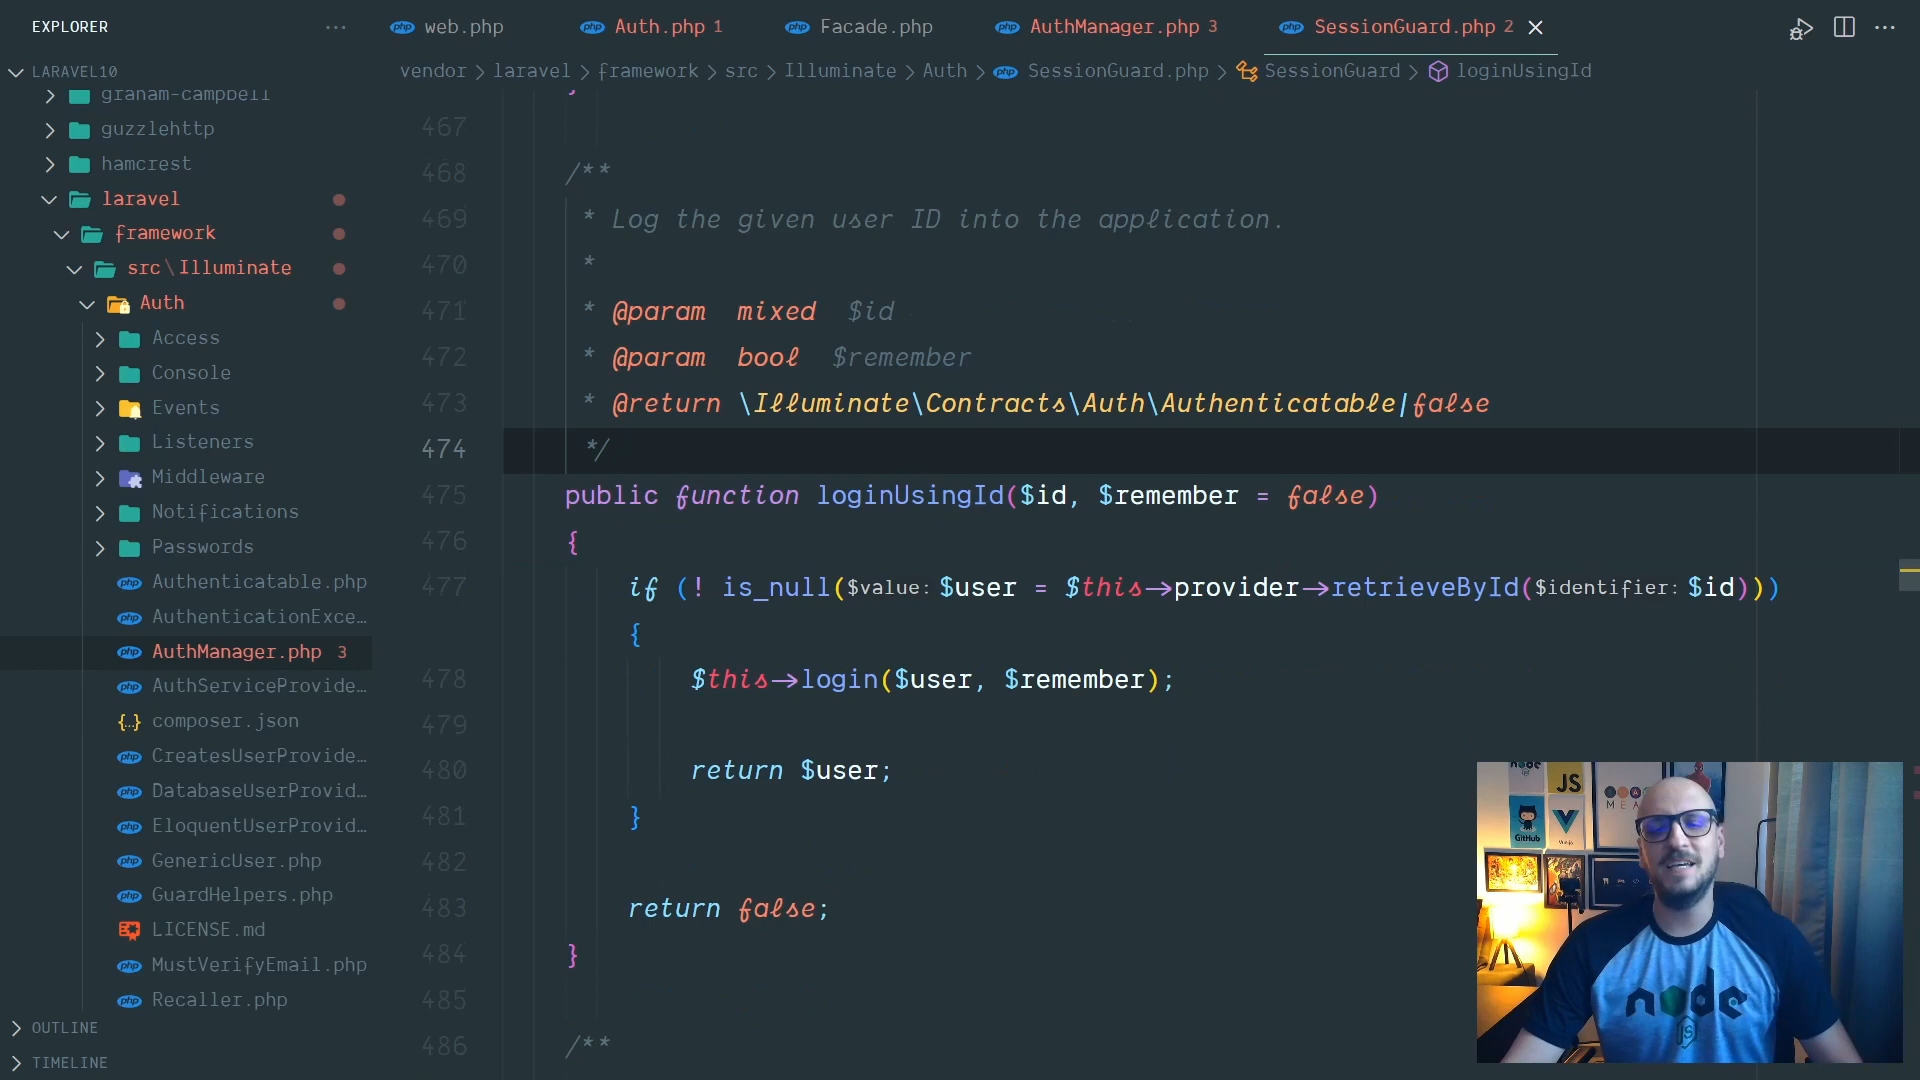 EXPLORER
LARAVEL10
graham-campbell
guzzlehttp
hamcrest
laravel
framework
src\Illuminate
Auth
Access
Console
Events
Listeners
Middleware
Notifications
Passwords
Authenticatable.php
AuthenticationExce…
AuthManager.php 3
AuthServiceProvide…
composer.json
CreatesUserProvide…
DatabaseUserProvid…
EloquentUserProvid…
GenericUser.php
GuardHelpers.php
LICENSE.md
MustVerifyEmail.php
Recaller.php
OUTLINE
TIMELINE
web.php Auth.php 1 Facade.php AuthManager.php 3 SessionGuard.php 2
vendor > laravel > framework > src > Illuminate > Auth > SessionGuard.php > SessionGuard > loginUsingId
}
467
468 /**
469 * Log the given user ID into the application.
470 *
471 * @param mixed $id
472 * @param bool $remember
473 * @return \Illuminate\Contracts\Auth\Authenticatable|false
474 */
475 public function loginUsingId($id, $remember = false)
476 {
477 if (! is_null($value: $user = $this→provider→retrieveById($identifier: $id)))
{
478 $this→login($user, $remember);
479
480 return $user;
481 }
482
483 return false;
484 }
485
486 /**
node
JS
GitHub
node
JS